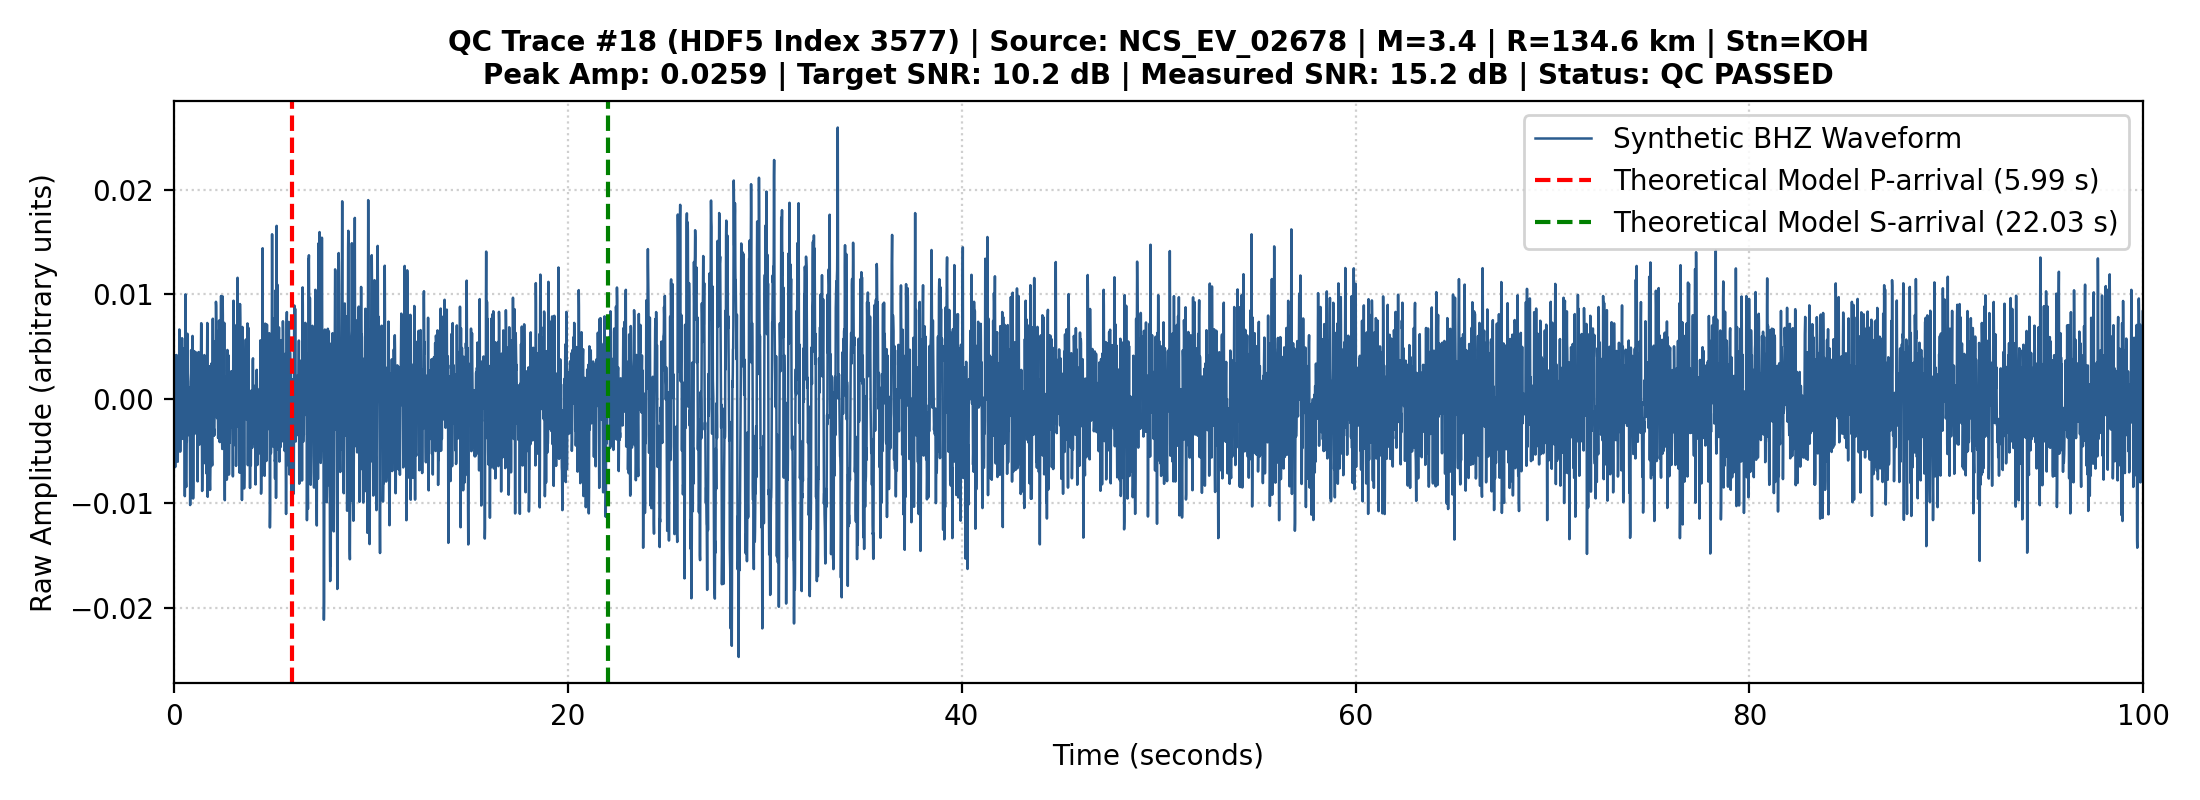 QC Trace #18 (HDF5 Index 3577) | Source: NCS_EV_02678 | M=3.4 | R=134.6 km | Stn=KOH
Peak Amp: 0.0259 | Target SNR: 10.2 dB | Measured SNR: 15.2 dB | Status: QC PASSED
Synthetic BHZ Waveform
Theoretical Model P-arrival (5.99 s)
Theoretical Model S-arrival (22.03 s)
Raw Amplitude (arbitrary units)
0.02
0.01
0.00
−0.01
−0.02
0 20 40 60 80 100
Time (seconds)